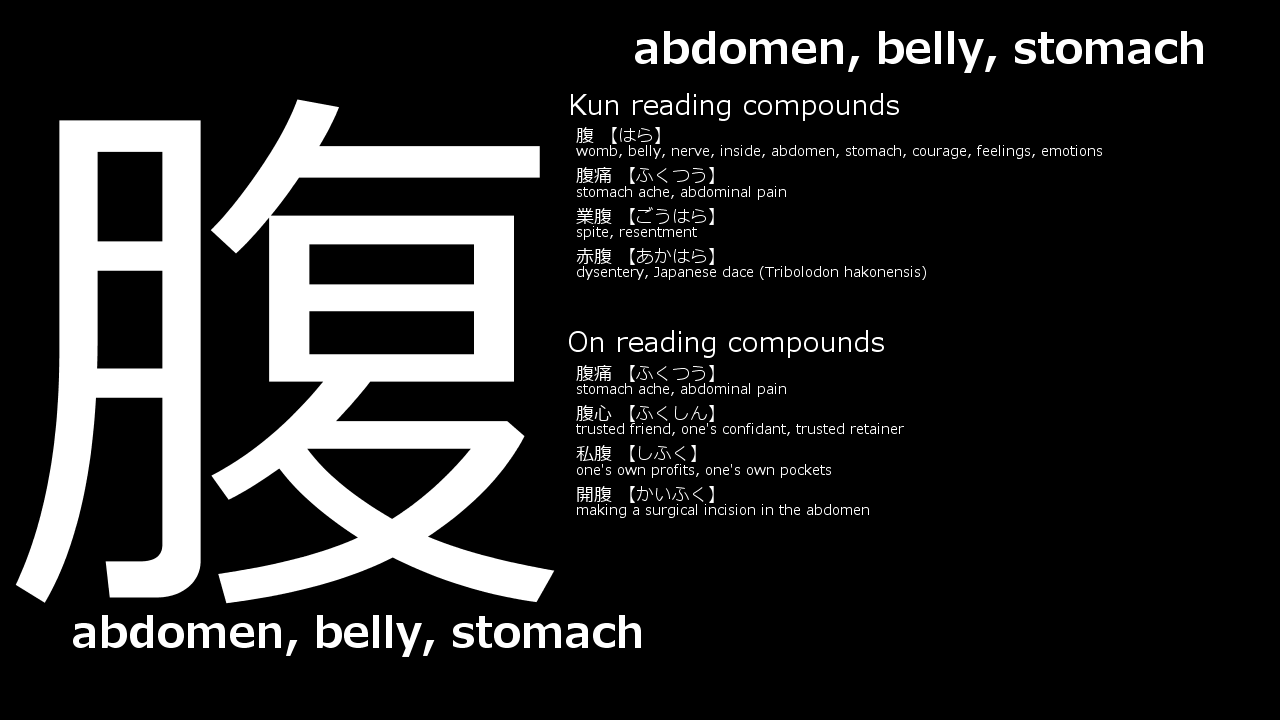 腹
abdomen, belly, stomach
abdomen, belly, stomach
Kun reading compounds
腹 【はら】
womb, belly, nerve, inside, abdomen, stomach, courage, feelings, emotions
腹痛 【ふくつう】
stomach ache, abdominal pain
業腹 【ごうはら】
spite, resentment
赤腹 【あかはら】
dysentery, Japanese dace (Tribolodon hakonensis)
On reading compounds
腹痛 【ふくつう】
stomach ache, abdominal pain
腹心 【ふくしん】
trusted friend, one's confidant, trusted retainer
私腹 【しふく】
one's own profits, one's own pockets
開腹 【かいふく】
making a surgical incision in the abdomen